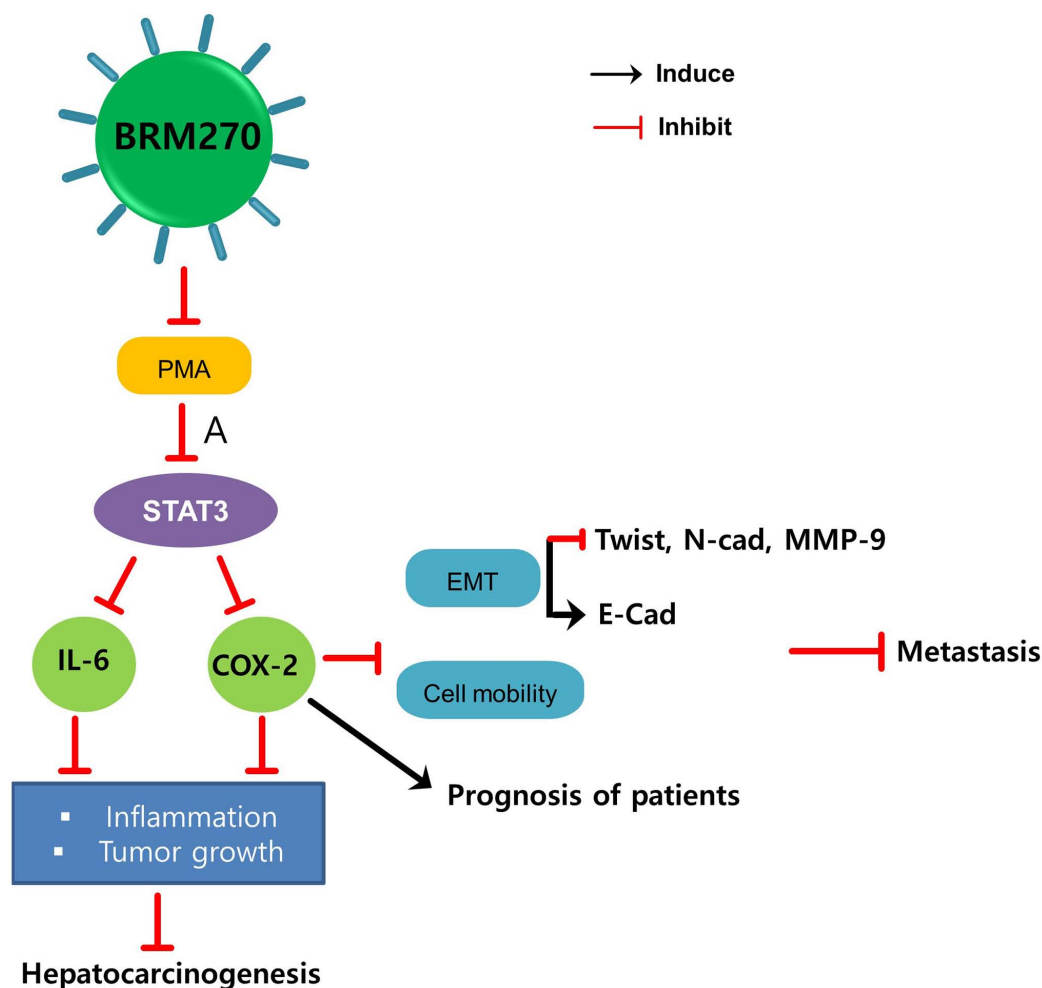 BRM270
Induce
Inhibit
PMA
A
STAT3
Twist, N-cad, MMP-9
EMT
E-Cad
IL-6
COX-2
Metastasis
Cell mobility
Prognosis of patients
▪ Inflammation
▪ Tumor growth
Hepatocarcinogenesis